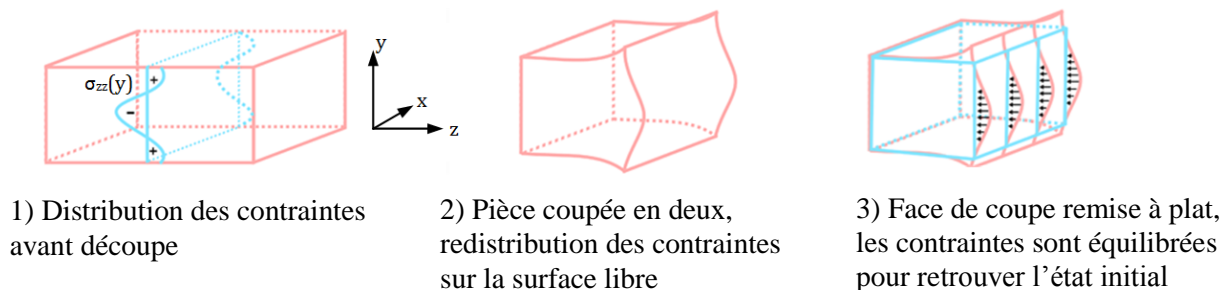 σzz(y)
+
-
+
y
x
z
1) Distribution des contraintes
avant découpe
2) Pièce coupée en deux,
redistribution des contraintes
sur la surface libre
3) Face de coupe remise à plat,
les contraintes sont équilibrées
pour retrouver l’état initial